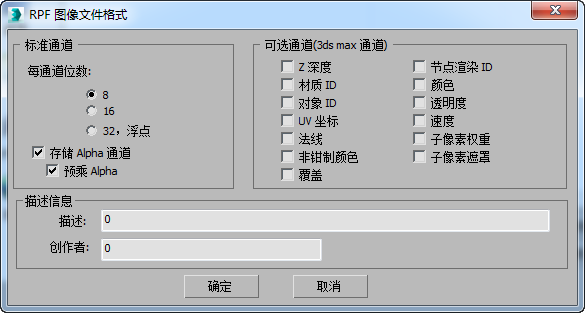 RPF 图像文件格式
标准通道
每通道位数:
8
16
32，浮点
存储 Alpha 通道
预乘 Alpha
可选通道(3ds max 通道)
Z 深度
节点渲染 ID
材质 ID
颜色
对象 ID
透明度
UV 坐标
速度
法线
子像素权重
非钳制颜色
子像素遮罩
覆盖
描述信息
描述: 0
创作者: 0
确定 取消